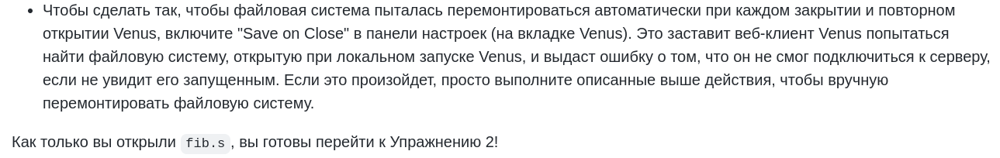 • Чтобы сделать так, чтобы файловая система пыталась перемонтироваться автоматически при каждом закрытии и повторном
открытии Venus, включите "Save on Close" в панели настроек (на вкладке Venus). Это заставит веб-клиент Venus попытаться
найти файловую систему, открытую при локальном запуске Venus, и выдаст ошибку о том, что он не смог подключиться к серверу,
если не увидит его запущенным. Если это произойдет, просто выполните описанные выше действия, чтобы вручную
перемонтировать файловую систему.
Как только вы открыли fib.s, вы готовы перейти к Упражнению 2!